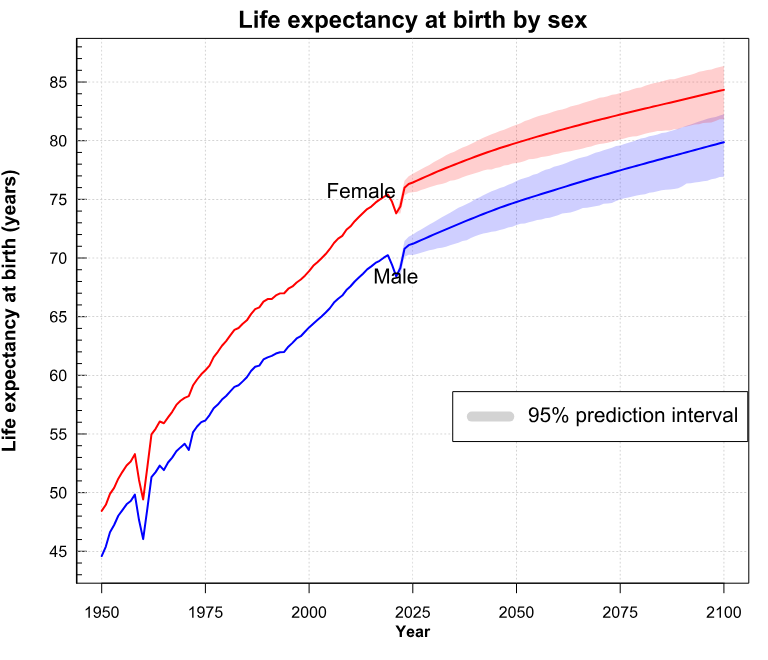 Life expectancy at birth by sex
Life expectancy at birth (years)
85
80
75
70
65
60
55
50
45
Female
Male
95% prediction interval
1950 1975 2000 2025 2050 2075 2100
Year